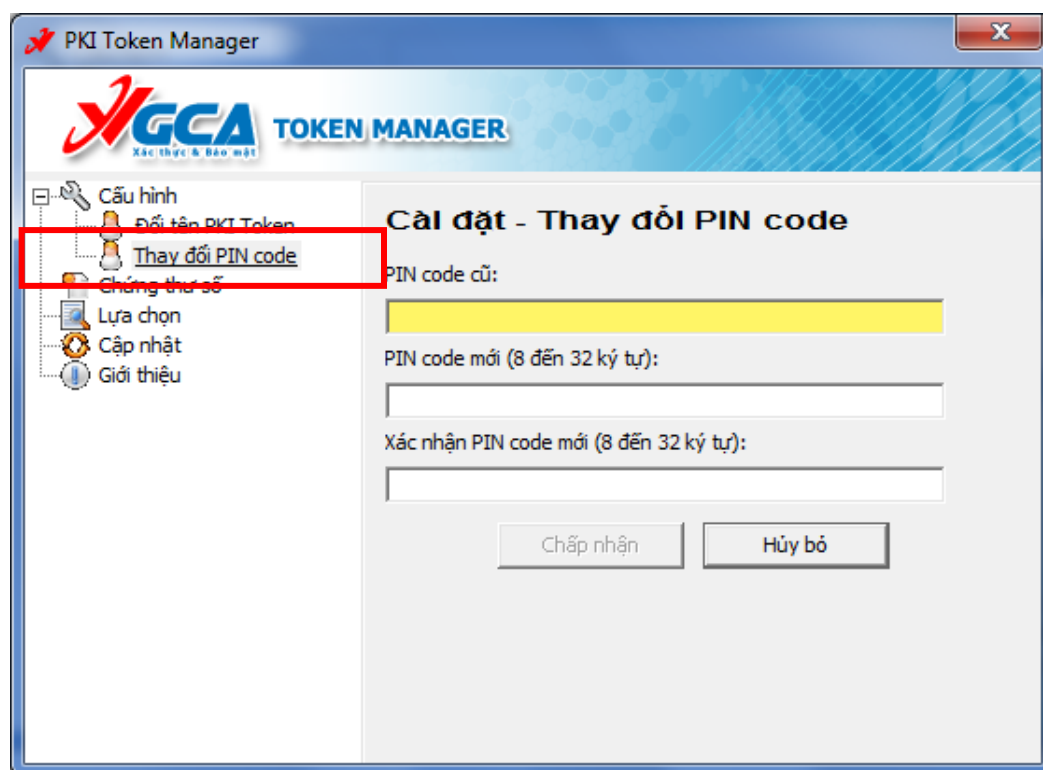 PKI Token Manager
GCA TOKEN MANAGER
Xác thực & Bảo mật
Cấu hình
Đổi tên PKI Token
Thay đổi PIN code
Chứng thư số
Lựa chọn
Cập nhật
Giới thiệu
Cài đặt - Thay đổi PIN code
PIN code cũ:
PIN code mới (8 đến 32 ký tự):
Xác nhận PIN code mới (8 đến 32 ký tự):
Chấp nhận
Hủy bỏ